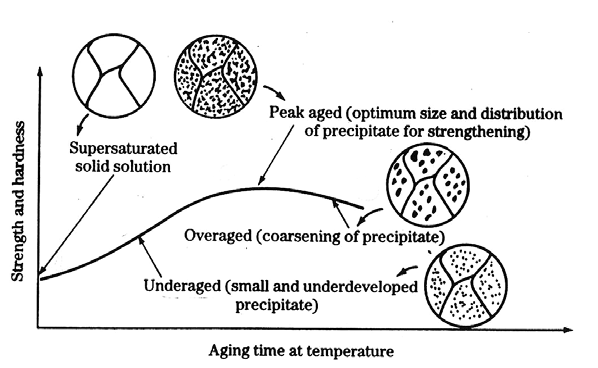 Peak aged (optimum size and distribution
of precipitate for strengthening)
Supersaturated
solid solution
Strength and hardness
Overaged (coarsening of precipitate)
Underaged (small and underdeveloped
precipitate)
Aging time at temperature